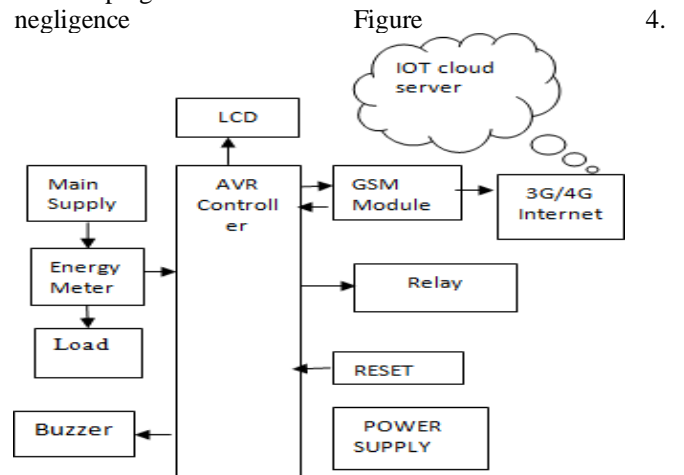 negligence Figure 4.
IOT cloud
server
LCD
Main
Supply
AVR
Controll
er
GSM
Module
3G/4G
Internet
Energy
Meter
Relay
Load
RESET
Buzzer
POWER
SUPPLY